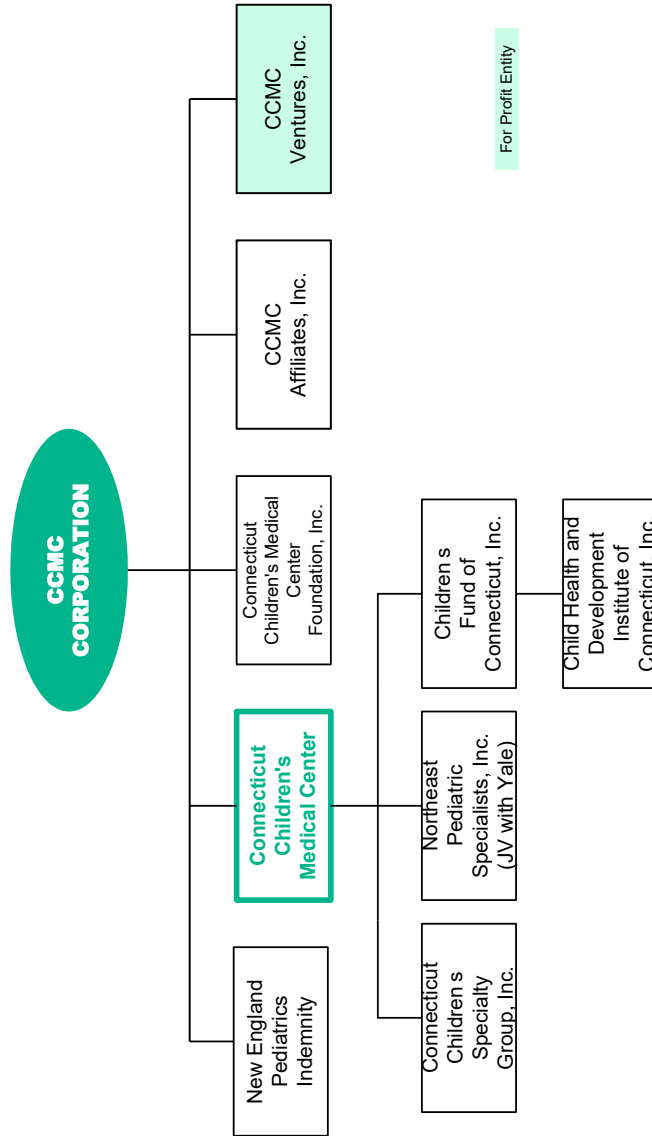 CCMC
CORPORATION
New England
Pediatrics
Indemnity
Connecticut
Children's
Medical Center
Connecticut
Children's Medical
Center
Foundation, Inc.
CCMC
Affiliates, Inc.
CCMC
Ventures, Inc.
Connecticut
Children s
Specialty
Group, Inc.
Northeast
Pediatric
Specialists, Inc.
(JV with Yale)
Children s
Fund of
Connecticut, Inc.
Child Health and
Development
Institute of
Connecticut, Inc.
For Profit Entity